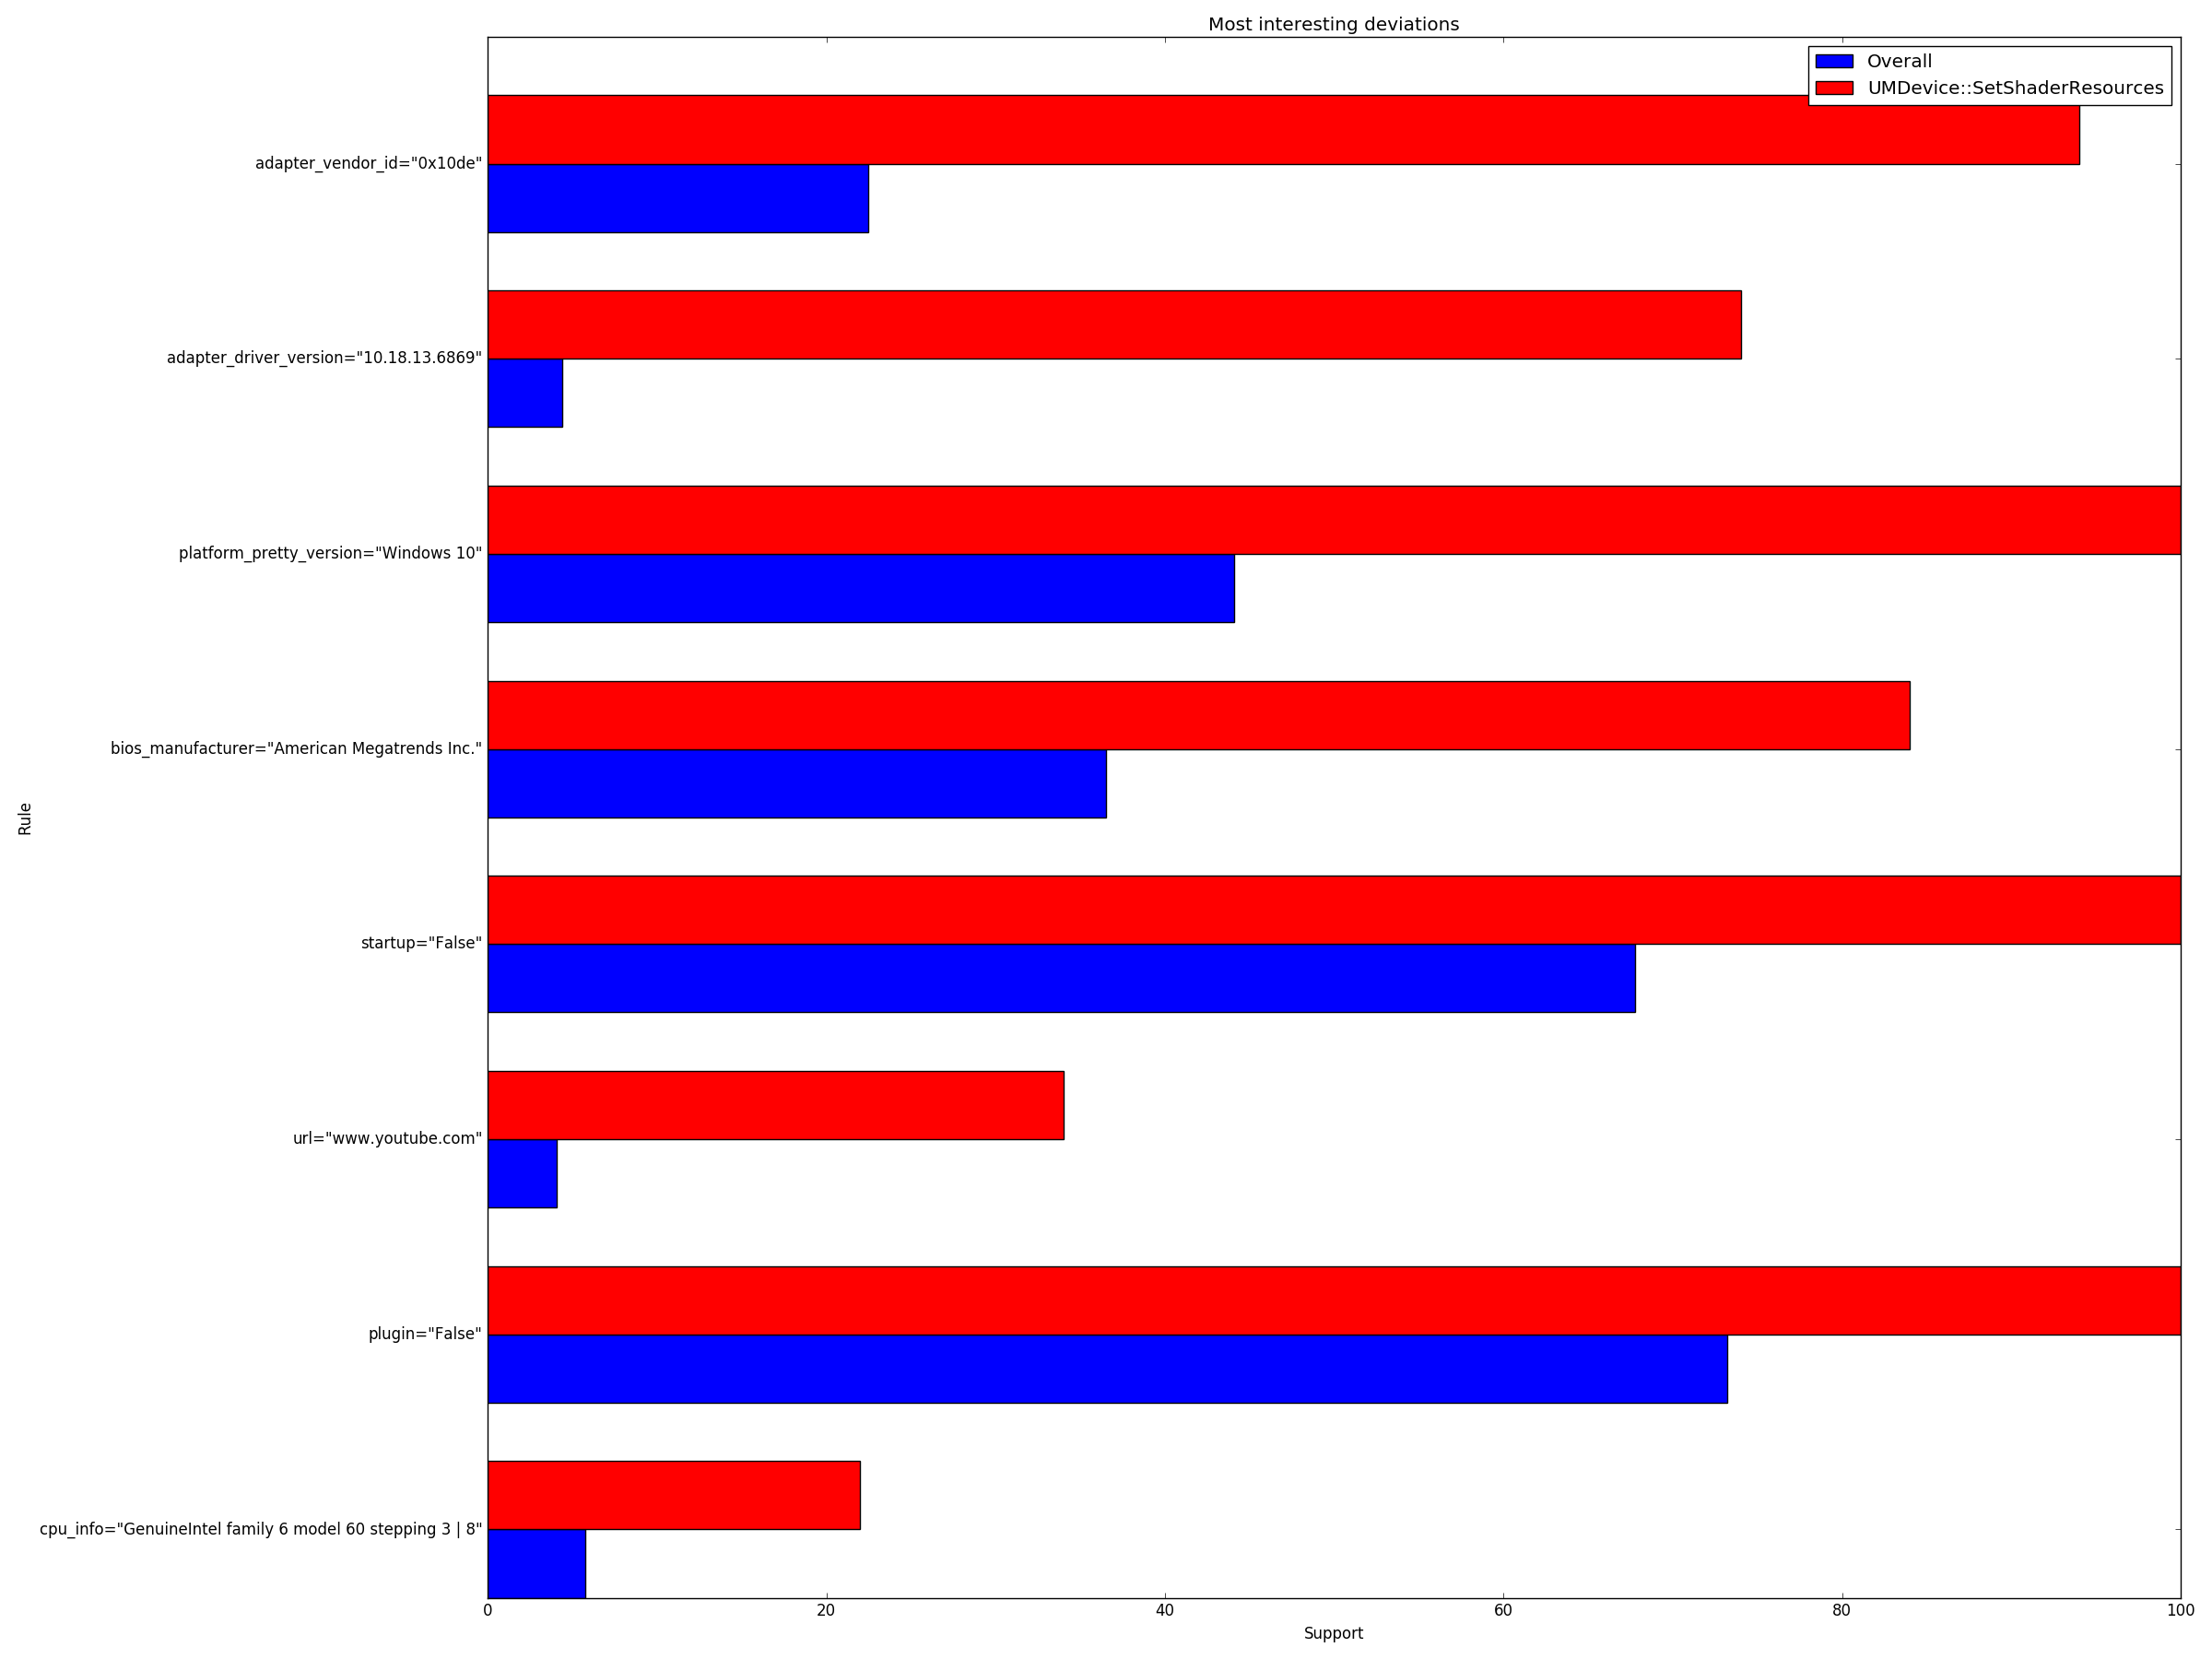 Most interesting deviations
Overall
UMDevice::SetShaderResources
adapter_vendor_id="0x10de"
adapter_driver_version="10.18.13.6869"
platform_pretty_version="Windows 10"
bios_manufacturer="American Megatrends Inc."
Rule
startup="False"
url="www.youtube.com"
plugin="False"
cpu_info="GenuineIntel family 6 model 60 stepping 3 | 8"
0 20 40 60 80 100
Support